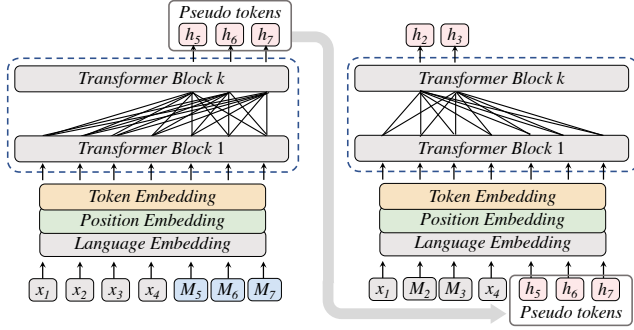 Pseudo tokens
h5 h6 h7
Transformer Block k
Transformer Block 1
Token Embedding
Position Embedding
Language Embedding
x1 x2 x3 x4 M5 M6 M7
h2 h3
Transformer Block k
Transformer Block 1
Token Embedding
Position Embedding
Language Embedding
x1 M2 M3 x4 h5 h6 h7
Pseudo tokens